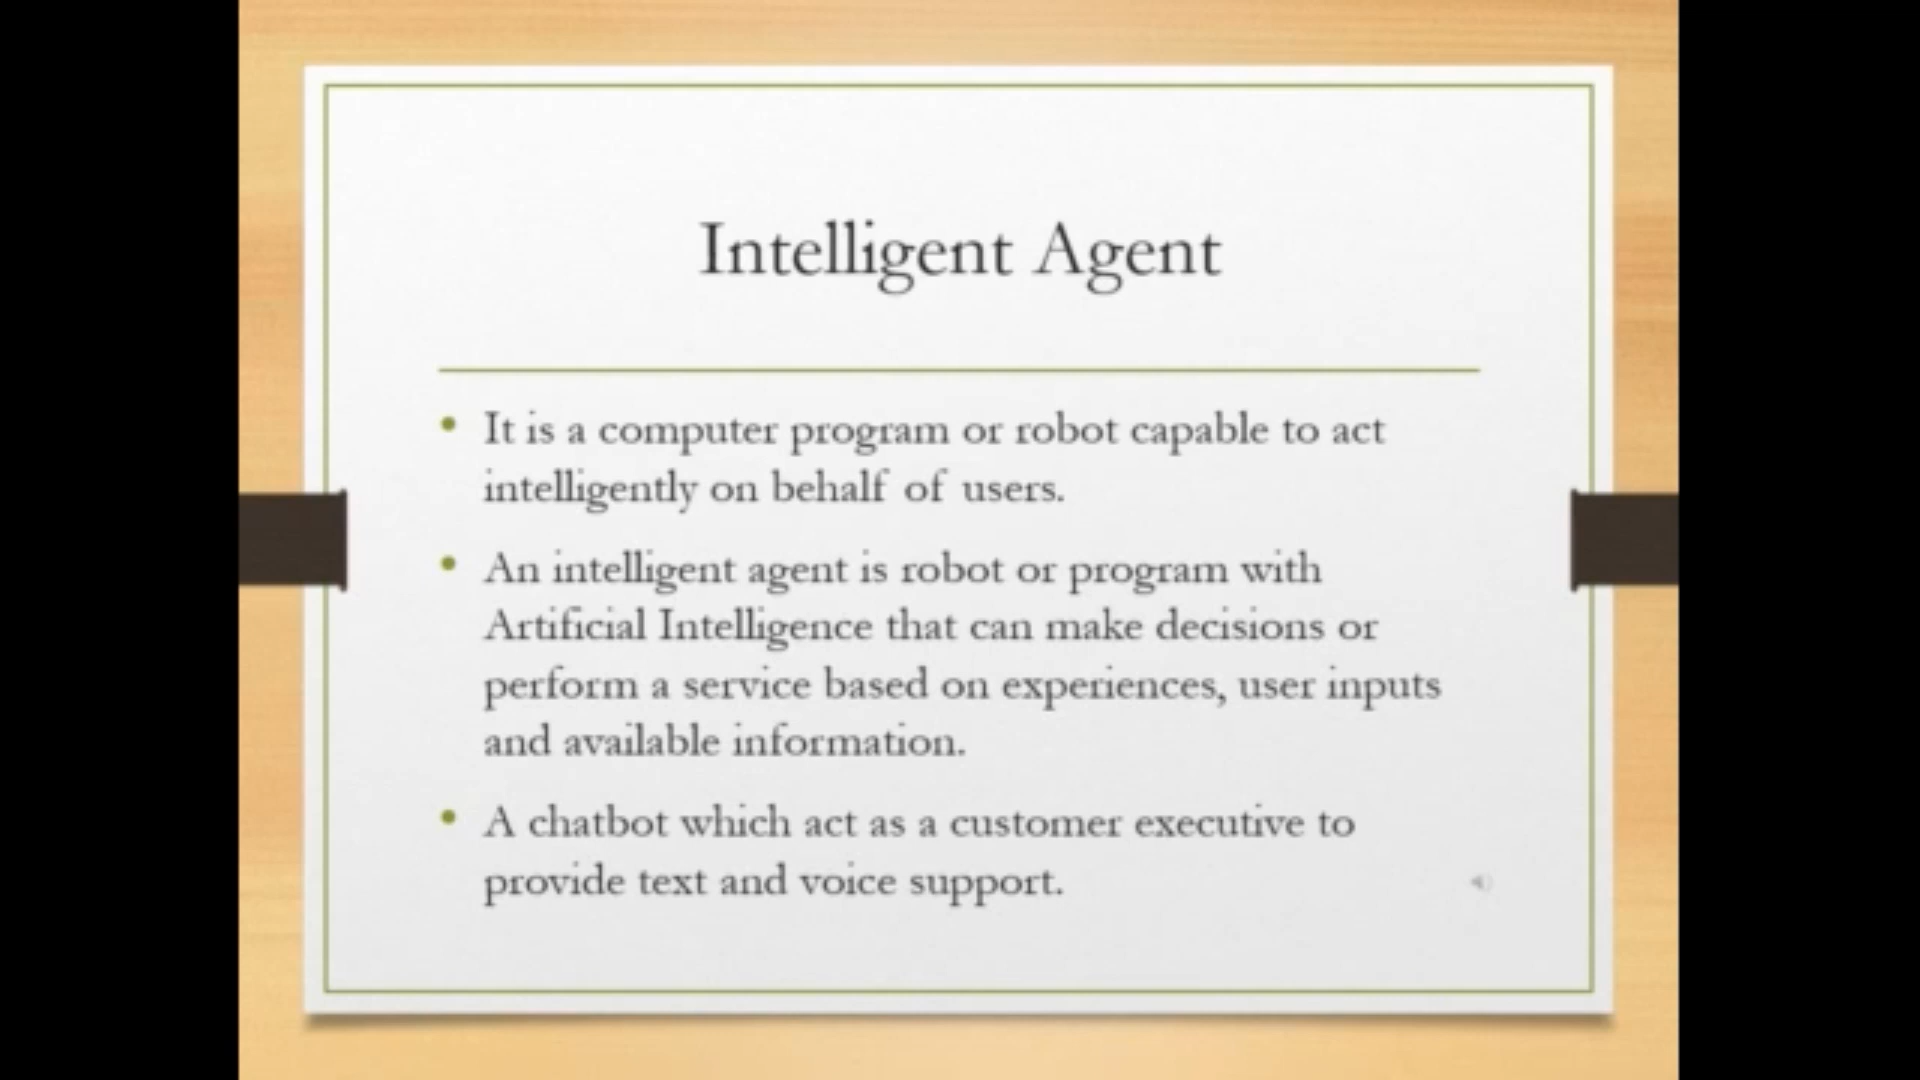 Intelligent Agent
• It is a computer program or robot capable to act
intelligently on behalf of users.
• An intelligent agent is robot or program with
Artificial Intelligence that can make decisions or
perform a service based on experiences, user inputs
and available information.
• A chatbot which act as a customer executive to
provide text and voice support.